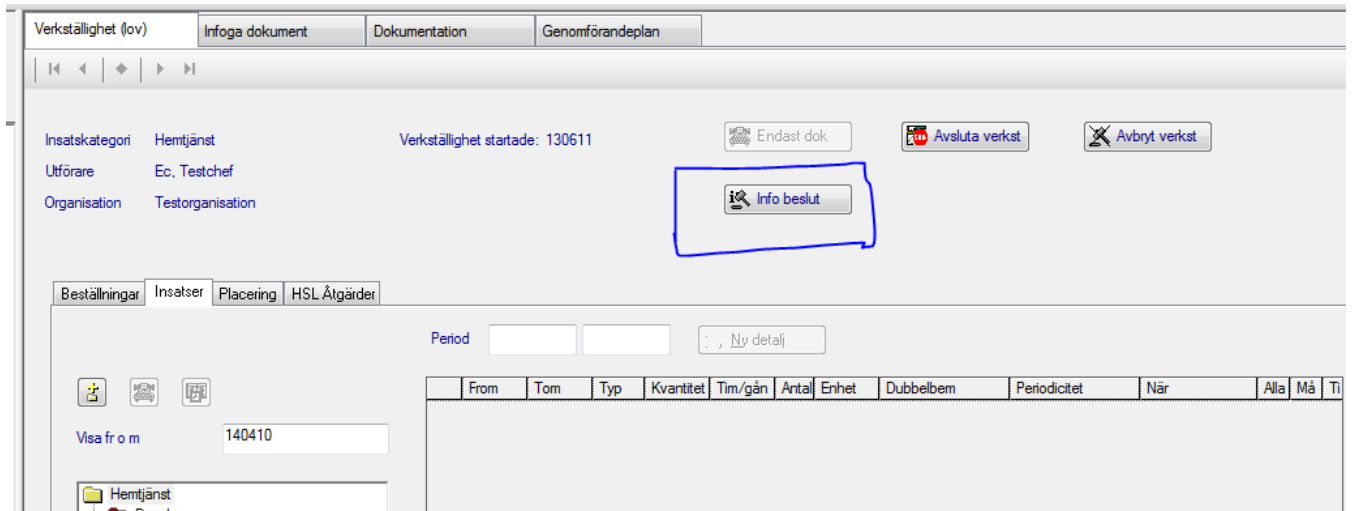 Verkställighet (lov) Infoga dokument Dokumentation Genomförandeplan
Insatskategori Hemtjänst Verkställighet startade: 130611 Endast dok Avsluta verkst Avbryt verkst
Utförare Ec, Testchef
Organisation Testorganisation Info beslut
Beställningar Insatser Placering HSL Åtgärder
Period Ny detalj
From Tom Typ Kvantitet Tim/gån Antal Enhet Dubbelbem Periodicitet När Alla Må Ti
Visa fr o m 140410
Hemtjänst